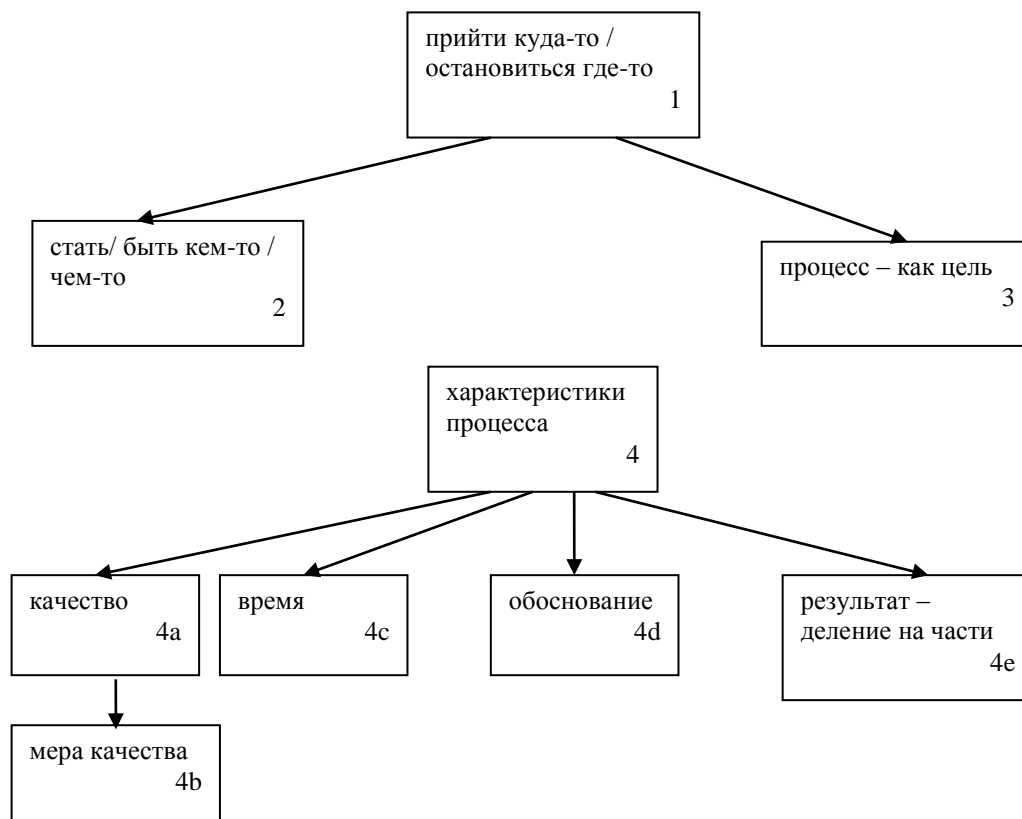 прийти куда-то /
остановиться где-то
1
стать/ быть кем-то /
чем-то
2
процесс – как цель
3
характеристики
процесса
4
качество
4a
время
4c
обоснование
4d
результат –
деление на части
4e
мера качества
4b